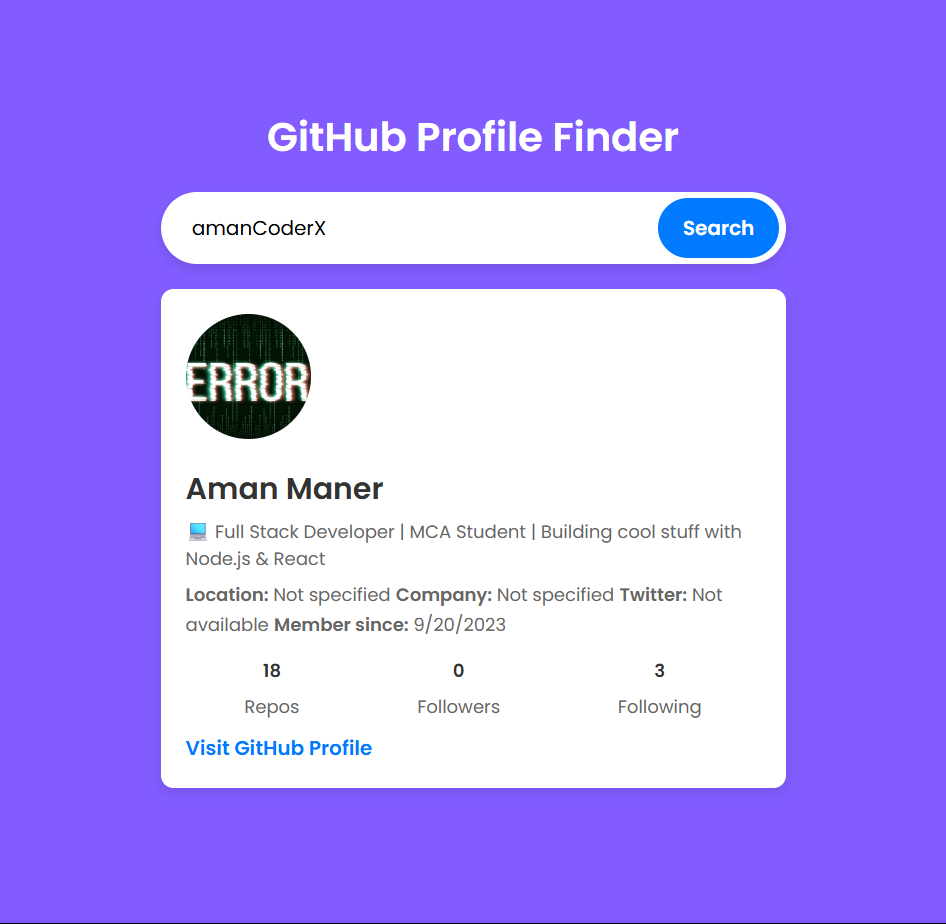 GitHub Profile Finder
amanCoderX
Search
ERROR
Aman Maner
💻 Full Stack Developer | MCA Student | Building cool stuff with
Node.js & React
Location: Not specified Company: Not specified Twitter: Not
available Member since: 9/20/2023
18 0 3
Repos Followers Following
Visit GitHub Profile